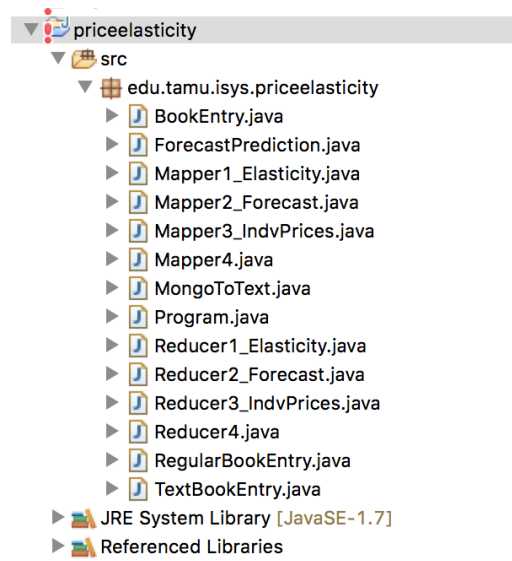 priceelasticity
src
edu.tamu.isys.priceelasticity
BookEntry.java
ForecastPrediction.java
Mapper1_Elasticity.java
Mapper2_Forecast.java
Mapper3_IndvPrices.java
Mapper4.java
MongoToText.java
Program.java
Reducer1_Elasticity.java
Reducer2_Forecast.java
Reducer3_IndvPrices.java
Reducer4.java
RegularBookEntry.java
TextBookEntry.java
JRE System Library [JavaSE-1.7]
Referenced Libraries